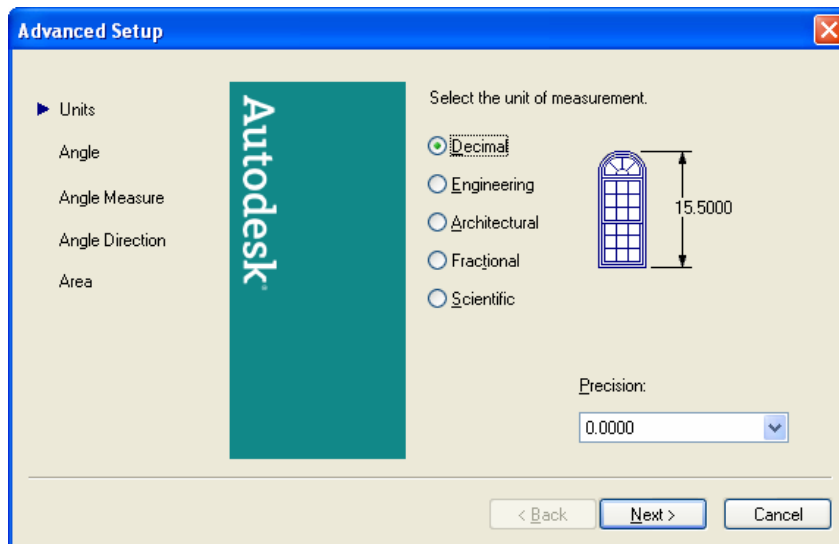 Advanced Setup
Units
Angle
Angle Measure
Angle Direction
Area
Autodesk
Select the unit of measurement.
Decimal
Engineering
Architectural
Fractional
Scientific
15.5000
Precision:
0.0000
< Back
Next >
Cancel